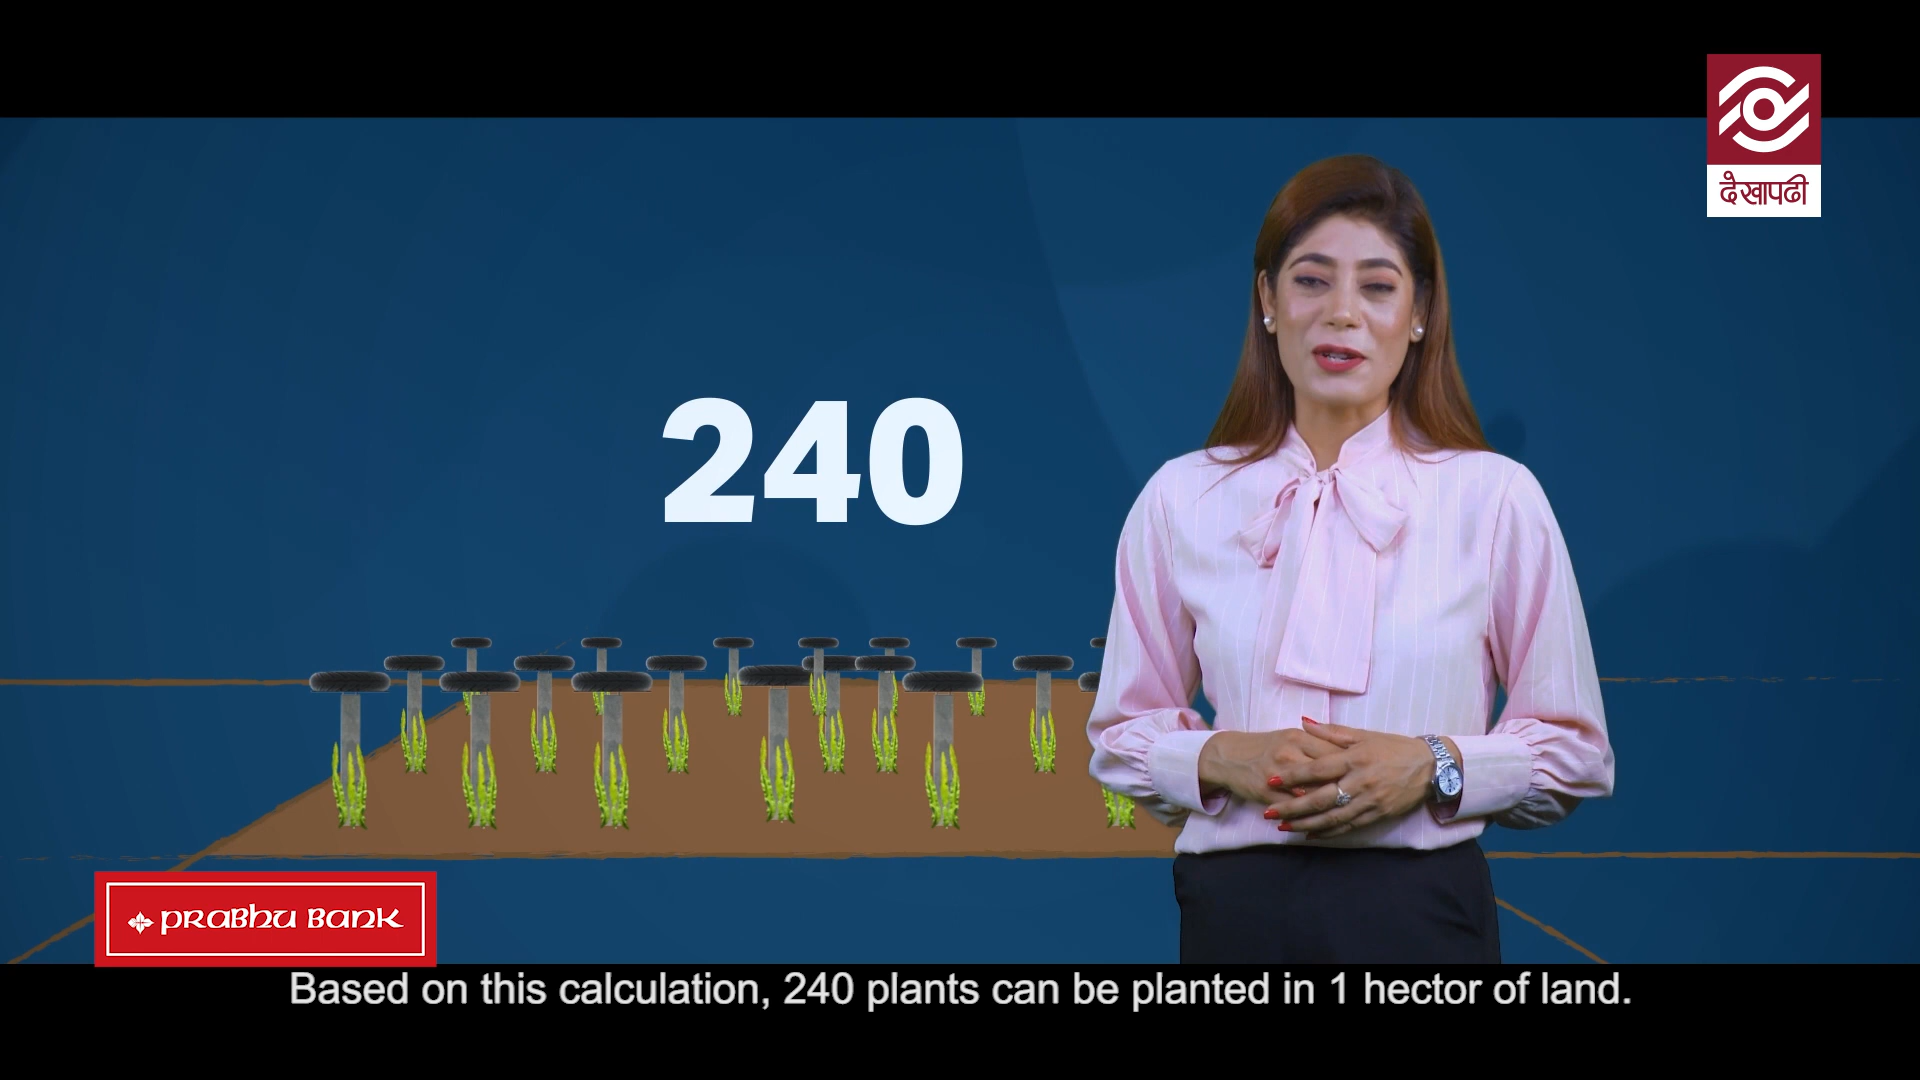 देखापढी
240
PRABHU BANK
Based on this calculation, 240 plants can be planted in 1 hector of land.